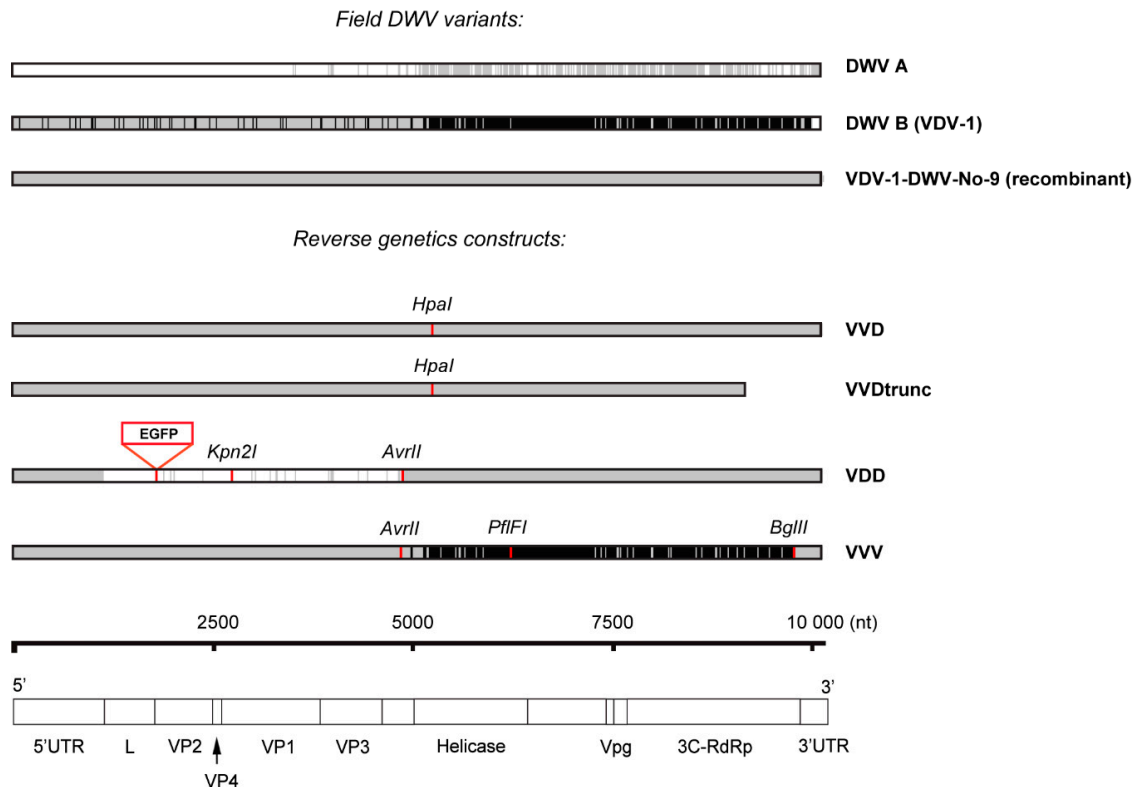 Field DWV variants:
DWV A
DWV B (VDV-1)
VDV-1-DWV-No-9 (recombinant)
Reverse genetics constructs:
HpaI
VVD
HpaI
VVDtrunc
EGFP
Kpn2I
AvrII
VDD
AvrII
PflFI
BglII
VVV
2500
5000
7500
10 000 (nt)
5’
3’
5’UTR
L
VP2
VP1
VP3
Helicase
Vpg
3C-RdRp
3’UTR
VP4